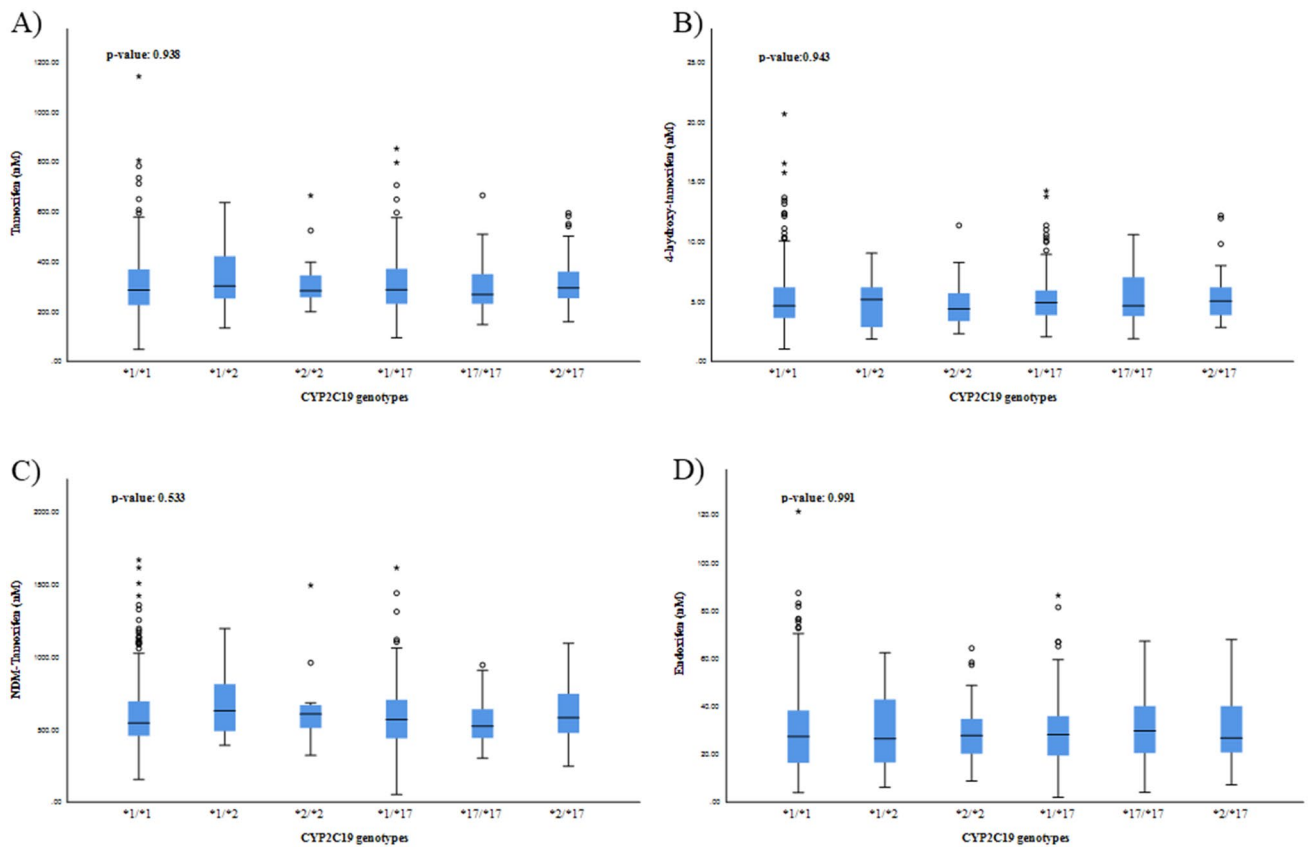 A)
p-value: 0.938
1200.00
1000.00
800.00
600.00
400.00
200.00
.00
Tamoxifen (nM)
*1/*1 *1/*2 *2/*2 *1/*17 *17/*17 *2/*17
CYP2C19 genotypes
B)
p-value:0.943
25.00
20.00
15.00
10.00
5.00
.00
4-hydroxy-tamoxifen (nM)
*1/*1 *1/*2 *2/*2 *1/*17 *17/*17 *2/*17
CYP2C19 genotypes
C)
p-value: 0.533
2000.00
1500.00
1000.00
500.00
.00
NDM-Tamoxifen (nM)
*1/*1 *1/*2 *2/*2 *1/*17 *17/*17 *2/*17
CYP2C19 genotypes
D)
p-value: 0.991
120.00
100.00
80.00
60.00
40.00
20.00
.00
Endoxifen (nM)
*1/*1 *1/*2 *2/*2 *1/*17 *17/*17 *2/*17
CYP2C19 genotypes